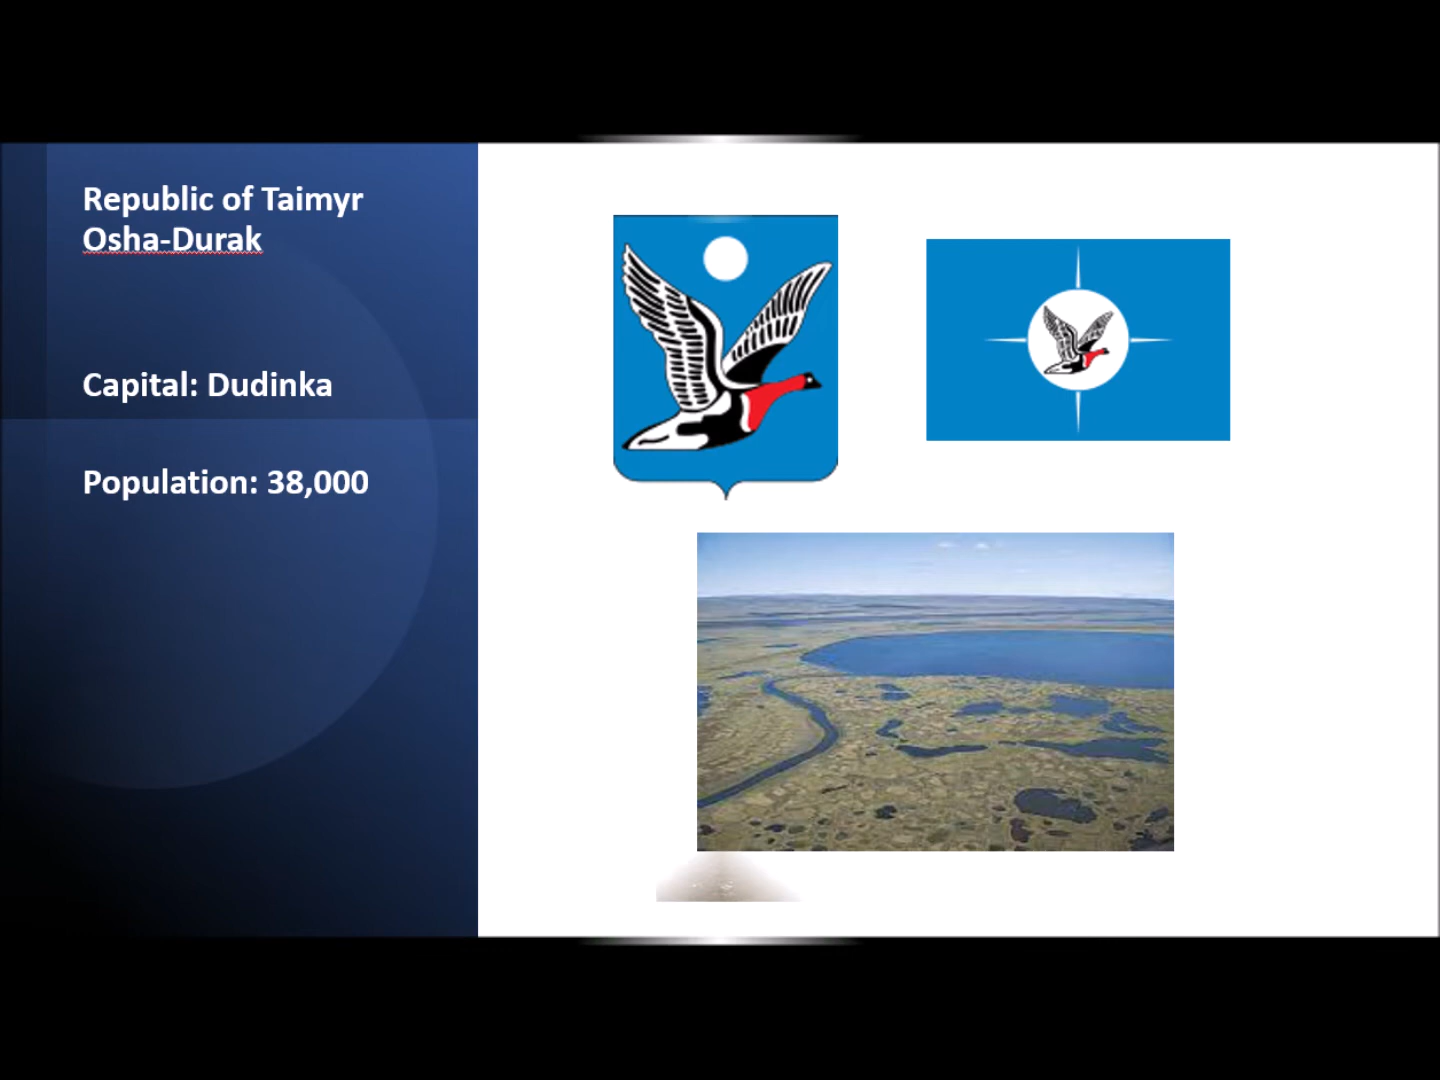 Republic of Taimyr
Osha-Durak
Capital: Dudinka
Population: 38,000